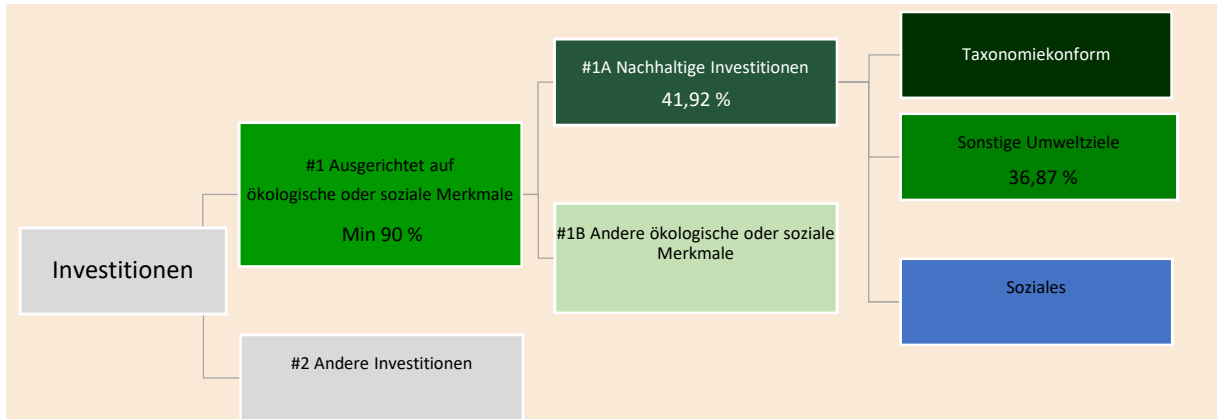 Investitionen
#1 Ausgerichtet auf
ökologische oder soziale Merkmale
Min 90 %
#2 Andere Investitionen
#1A Nachhaltige Investitionen
41,92 %
#1B Andere ökologische oder soziale
Merkmale
Taxonomiekonform
Sonstige Umweltziele
36,87 %
Soziales